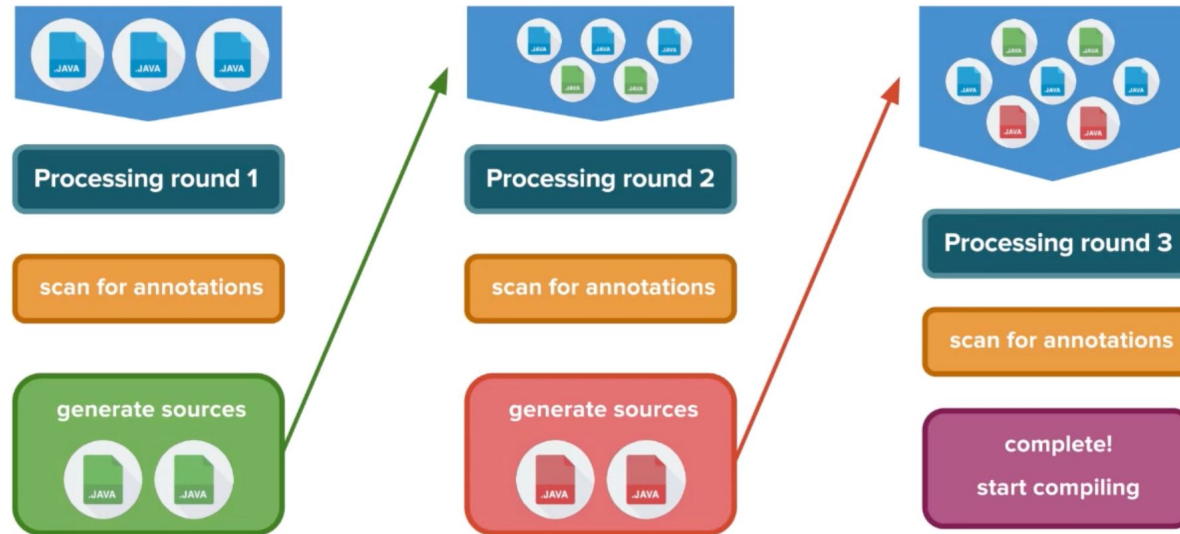 .JAVA
.JAVA
.JAVA
Processing round 1
scan for annotations
generate sources
.JAVA
.JAVA
.JAVA
.JAVA
.JAVA
.JAVA
.JAVA
Processing round 2
scan for annotations
generate sources
.JAVA
.JAVA
.JAVA
.JAVA
.JAVA
.JAVA
.JAVA
.JAVA
.JAVA
Processing round 3
scan for annotations
complete!
start compiling